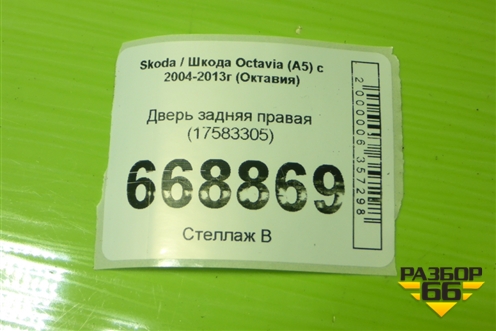 Skoda / Шкода Octavia (A5) с
2004-2013г (Октавия)
Дверь задняя правая
(17583305)
668869
Стеллаж В
2000006357298
РАЗБОР
66